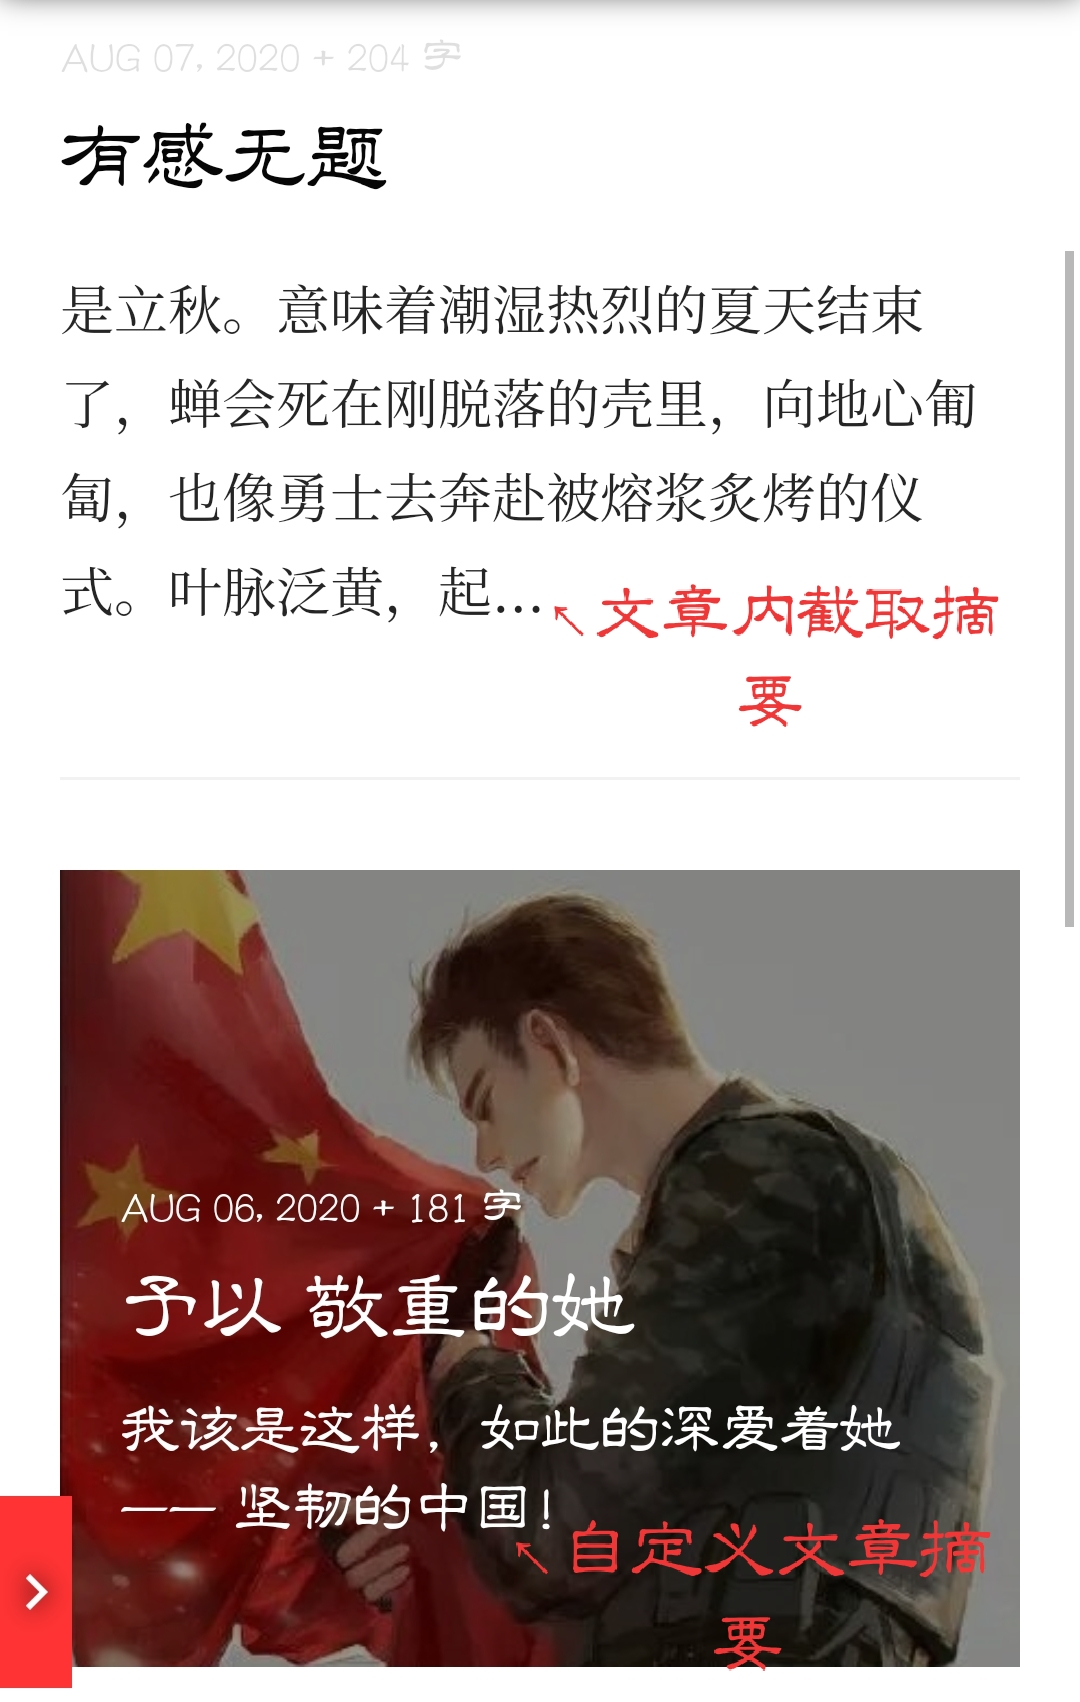 AUG 07, 2020 + 204 字
有感无题
是立秋。意味着潮湿热烈的夏天结束
了，蝉会死在刚脱落的壳里，向地心匍
匐，也像勇士去奔赴被熔浆炙烤的仪
式。叶脉泛黄，起...
↖文章内截取摘
要
AUG 06, 2020 + 181 字
予以 敬重的她
我该是这样，如此的深爱着她
—— 坚韧的中国！
↖自定义文章摘
要